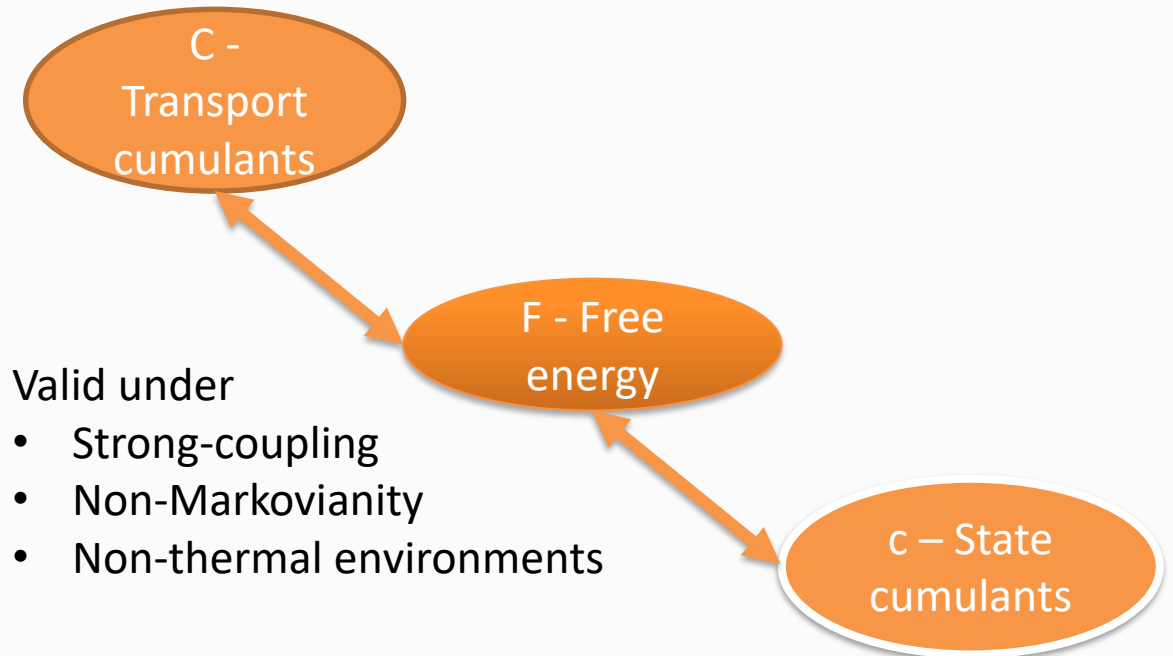 C -
Transport
cumulants
F - Free
energy
Valid under
• Strong-coupling
• Non-Markovianity
• Non-thermal environments
c – State
cumulants